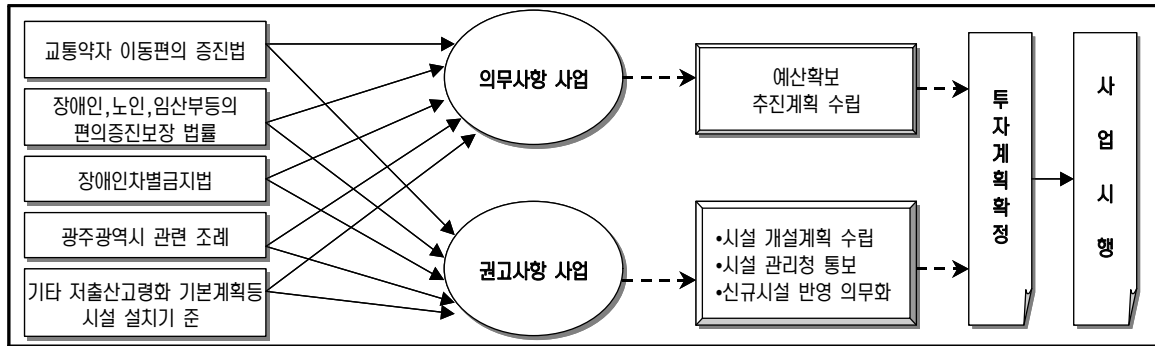 교통약자 이동편의 증진법
장애인,노인,임산부등의
편의증진보장 법률
장애인차별금지법
광주광역시 관련 조례
기타 저출산고령화 기본계획등
시설 설치기 준
의무사항 사업
권고사항 사업
예산확보
추진계획 수립
•시설 개설계획 수립
•시설 관리청 통보
•신규시설 반영 의무화
투자계획확정
사업시행